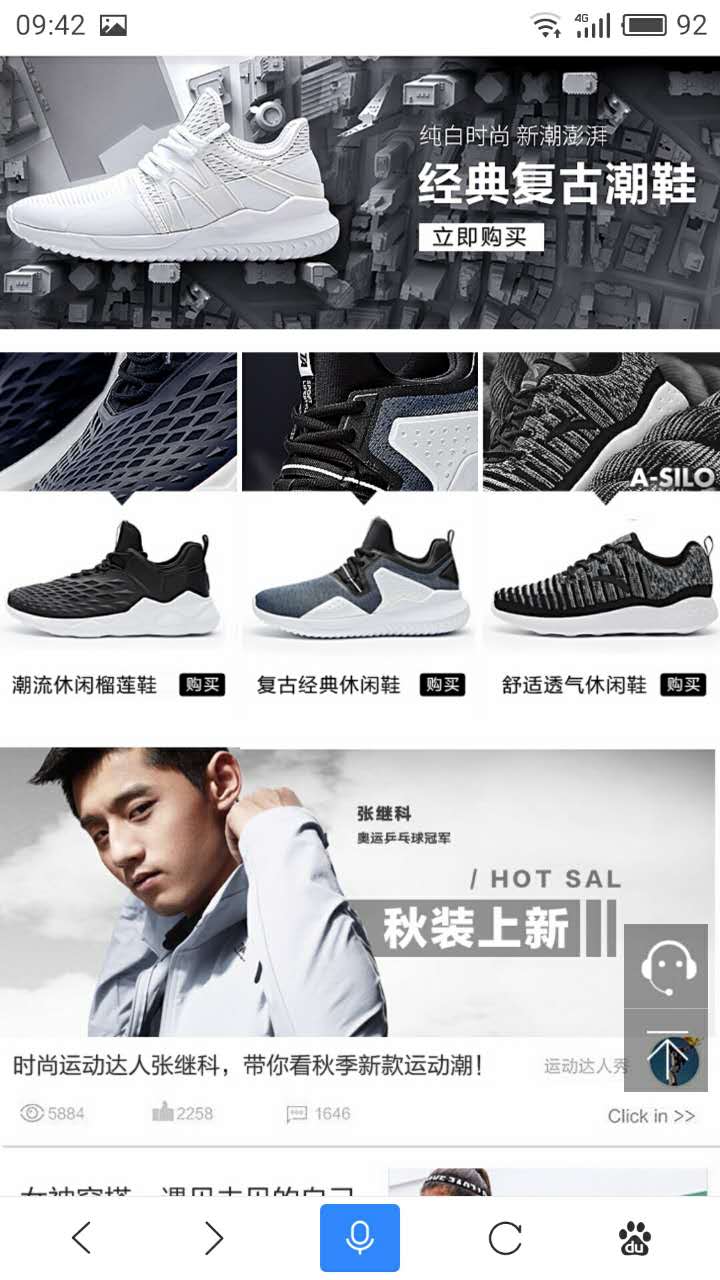 09:42
4G
92
纯白时尚 新潮澎湃
经典复古潮鞋
立即购买
A-SILO
潮流休闲榴莲鞋 购买
复古经典休闲鞋 购买
舒适透气休闲鞋 购买
张继科
奥运乒乓球冠军
/ HOT SAL
秋装上新
时尚运动达人张继科，带你看秋季新款运动潮！
运动达人秀
5884
2258
1646
Click in >>
du